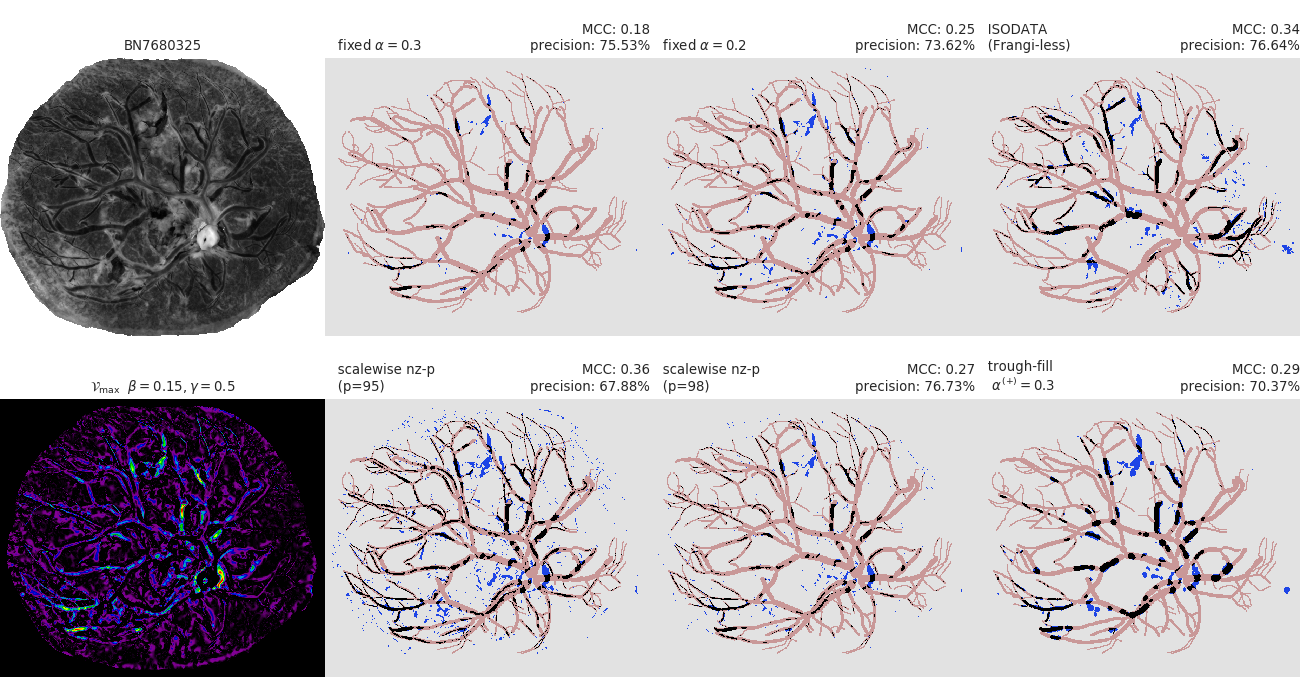 BN7680325
fixed α = 0.3
MCC: 0.18
precision: 75.53%
fixed α = 0.2
MCC: 0.25
precision: 73.62%
ISODATA
(Frangi-less)
MCC: 0.34
precision: 76.64%
𝒱max β = 0.15, γ = 0.5
scalewise nz-p
(p=95)
MCC: 0.36
precision: 67.88%
scalewise nz-p
(p=98)
MCC: 0.27
precision: 76.73%
trough-fill
α(+) = 0.3
MCC: 0.29
precision: 70.37%